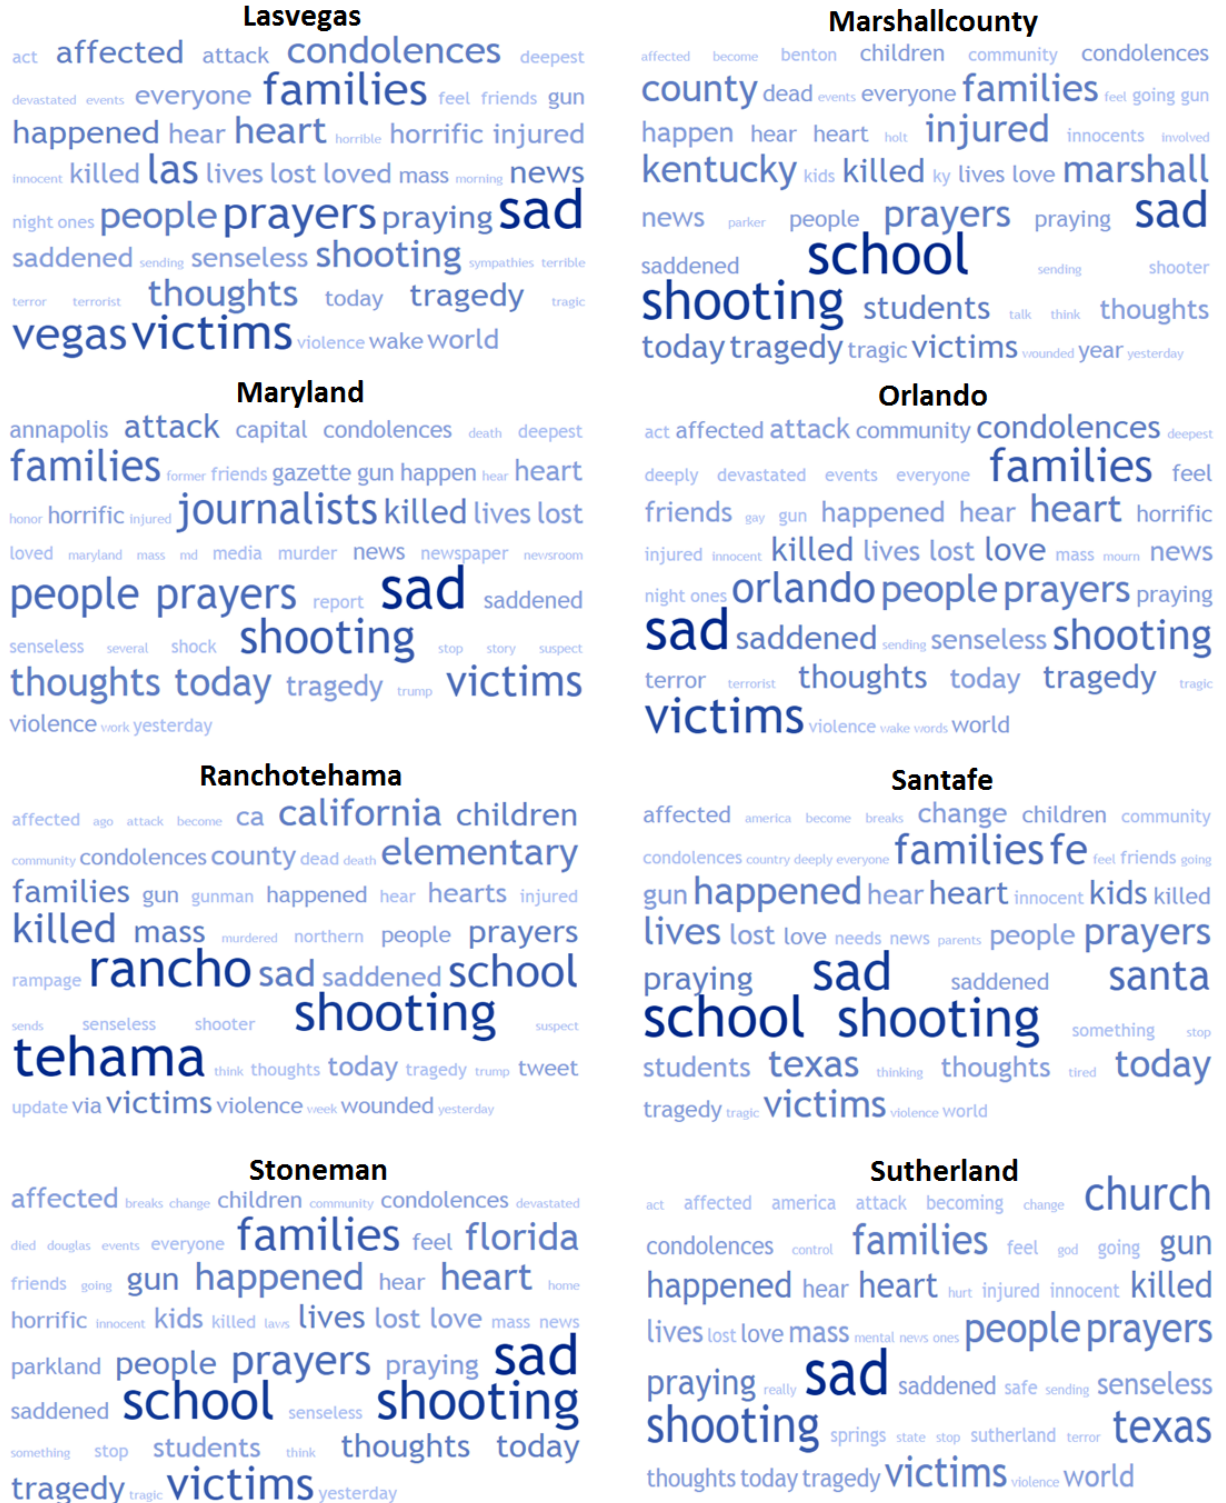 Lasvegas
act affected attack condolences deepest
devastated events everyone families feel friends gun
happened hear heart horrible horrific injured
innocent killed las lives lost loved mass morning news
night ones people prayers praying sad
saddened sending senseless shooting sympathies terrible
terror terrorist thoughts today tragedy tragic
vegas victims violence wake world
Marshallcounty
affected become benton children community condolences
county dead events everyone families feel going gun
happen hear heart holt injured innocents involved
kentucky kids killed ky lives love marshall
news parker people prayers praying sad
saddened school sending shooter
shooting students talk think thoughts
today tragedy tragic victims wounded year yesterday
Maryland
annapolis attack capital condolences death deepest
families former friends gazette gun happen hear heart
honor horrific injured journalists killed lives lost
loved maryland mass md media murder news newspaper newsroom
people prayers report sad saddened
senseless several shock shooting stop story suspect
thoughts today tragedy trump victims
violence work yesterday
Orlando
act affected attack community condolences deepest
deeply devastated events everyone families feel
friends gay gun happened hear heart horrific
injured innocent killed lives lost love mass mourn news
night ones orlando people prayers praying
sad saddened sending senseless shooting
terror terrorist thoughts today tragedy tragic
victims violence wake words world
Ranchotehama
affected ago attack become ca california children
community condolences county dead death elementary
families gun gunman happened hear hearts injured
killed mass murdered northern people prayers
rampage rancho sad saddened school
sends senseless shooter shooting suspect
tehama think thoughts today tragedy trump tweet
update via victims violence week wounded yesterday
Santafe
affected america become breaks change children community
condolences country deeply everyone families fe feel friends going
gun happened hear heart innocent kids killed
lives lost love needs news parents people prayers
praying sad saddened santa
school shooting something stop
students texas thinking thoughts tired today
tragedy tragic victims violence world
Stoneman
affected breaks change children community condolences devastated
died douglas events everyone families feel florida
friends going gun happened hear heart home
horrific innocent kids killed laws lives lost love mass news
parkland people prayers praying sad
saddened school senseless shooting
something stop students think thoughts today
tragedy tragic victims yesterday
Sutherland
act affected america attack becoming change church
condolences control families feel god going gun
happened hear heart hurt injured innocent killed
lives lost love mass mental news ones people prayers
praying really sad saddened safe sending senseless
shooting springs state stop sutherland terror texas
thoughts today tragedy victims violence world